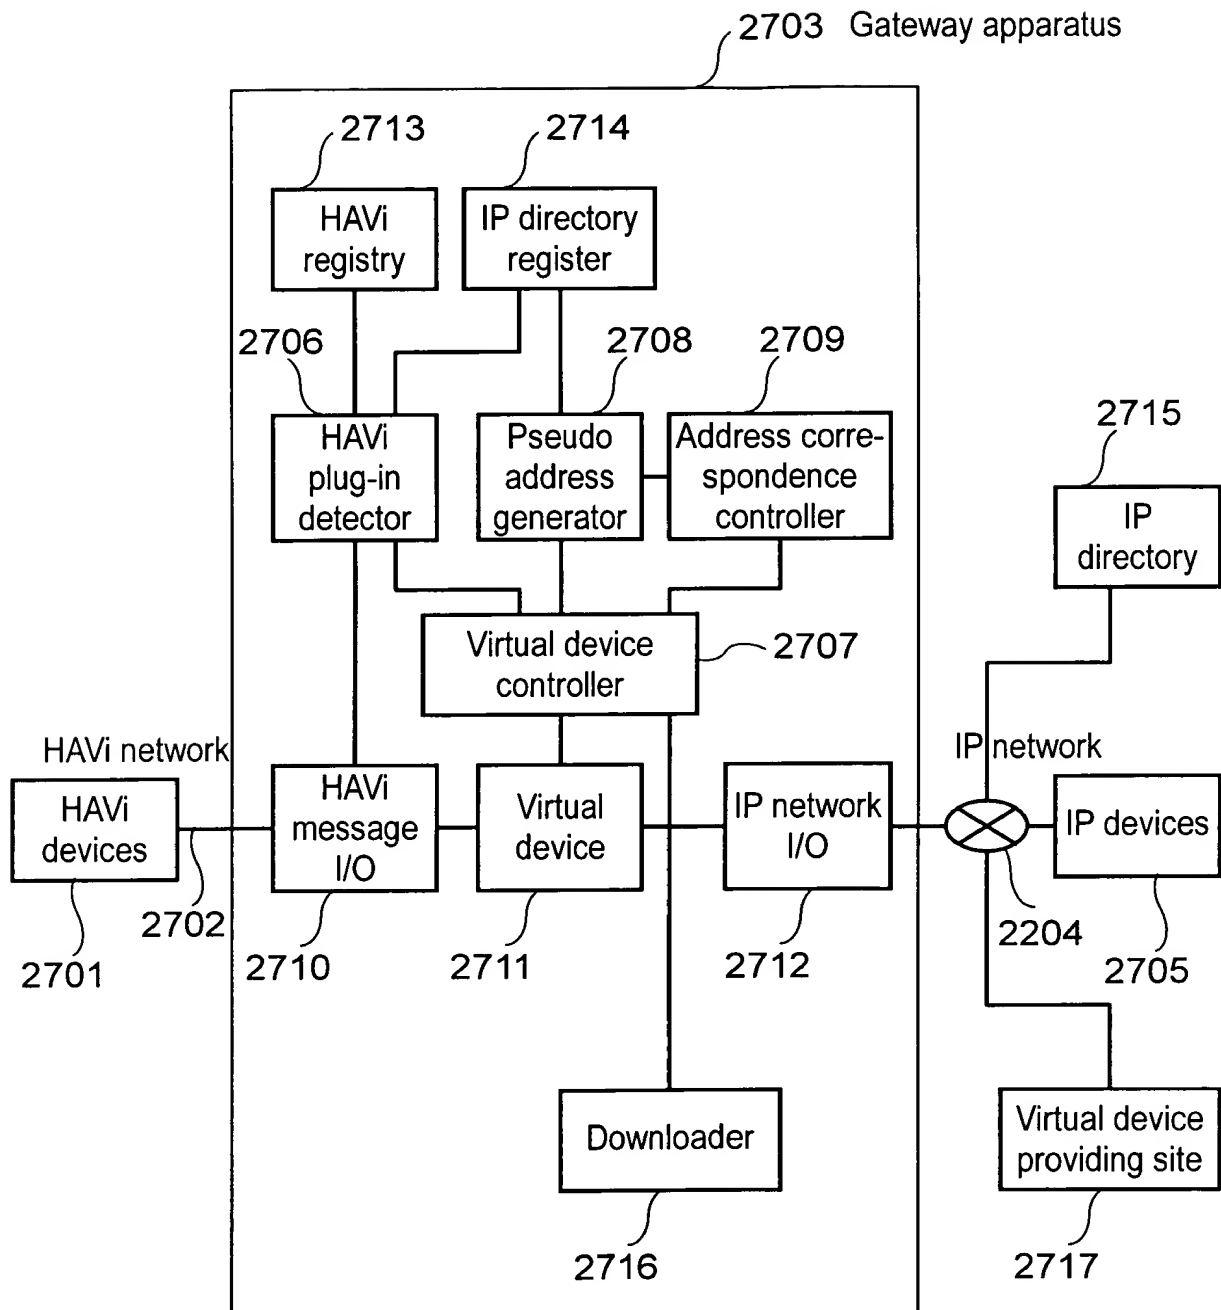 2703 Gateway apparatus
2713
2714
HAVi
registry
IP directory
register
2706
2708
2709
HAVi
plug-in
detector
Pseudo
address
generator
Address corre-
spondence
controller
2715
IP
directory
Virtual device
controller
2707
HAVi network
HAVi
devices
2702
2701
HAVi
message
I/O
2710
Virtual
device
2711
IP network
I/O
2712
IP network
2204
IP devices
2705
Downloader
2716
Virtual device
providing site
2717